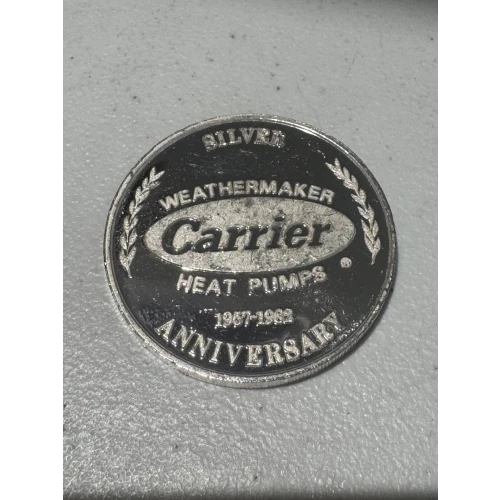 SILVER
WEATHERMAKER
Carrier
HEAT PUMPS ®
1957-1982
ANNIVERSARY